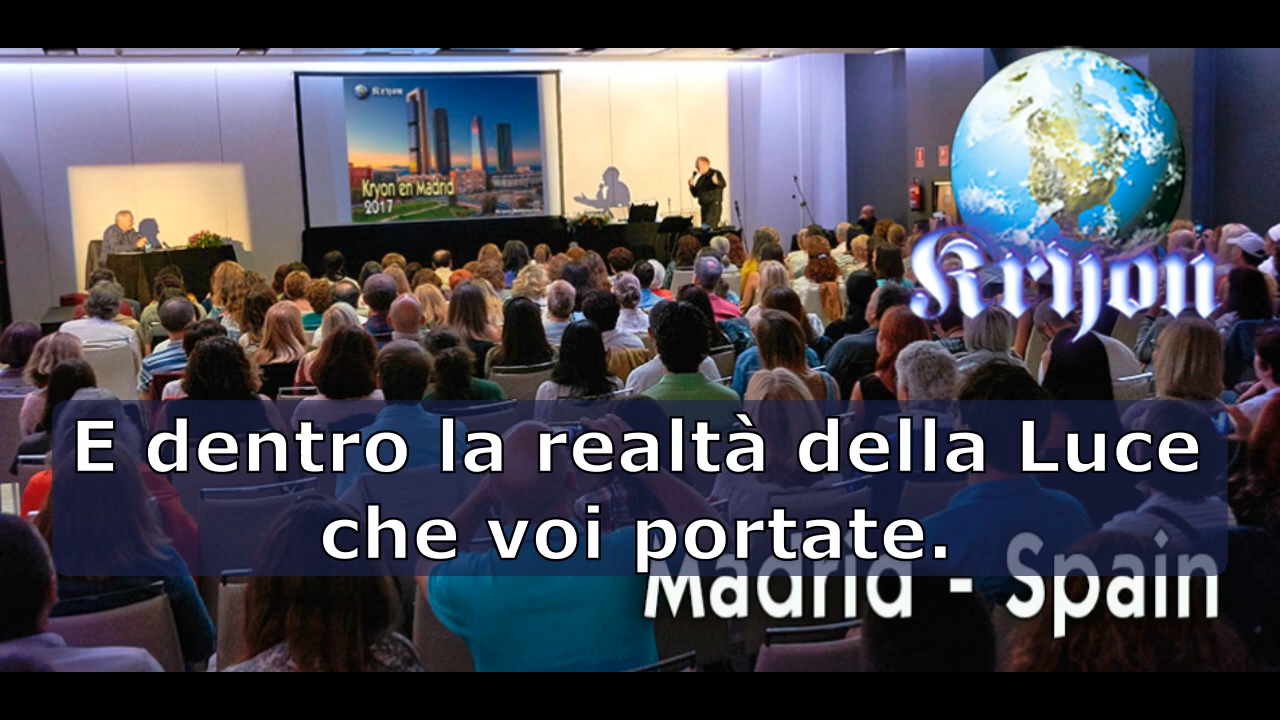 Kryon
Kryon en Madrid
2017
Kryon
E dentro la realtà della Luce
che voi portate.
Madrid - Spain